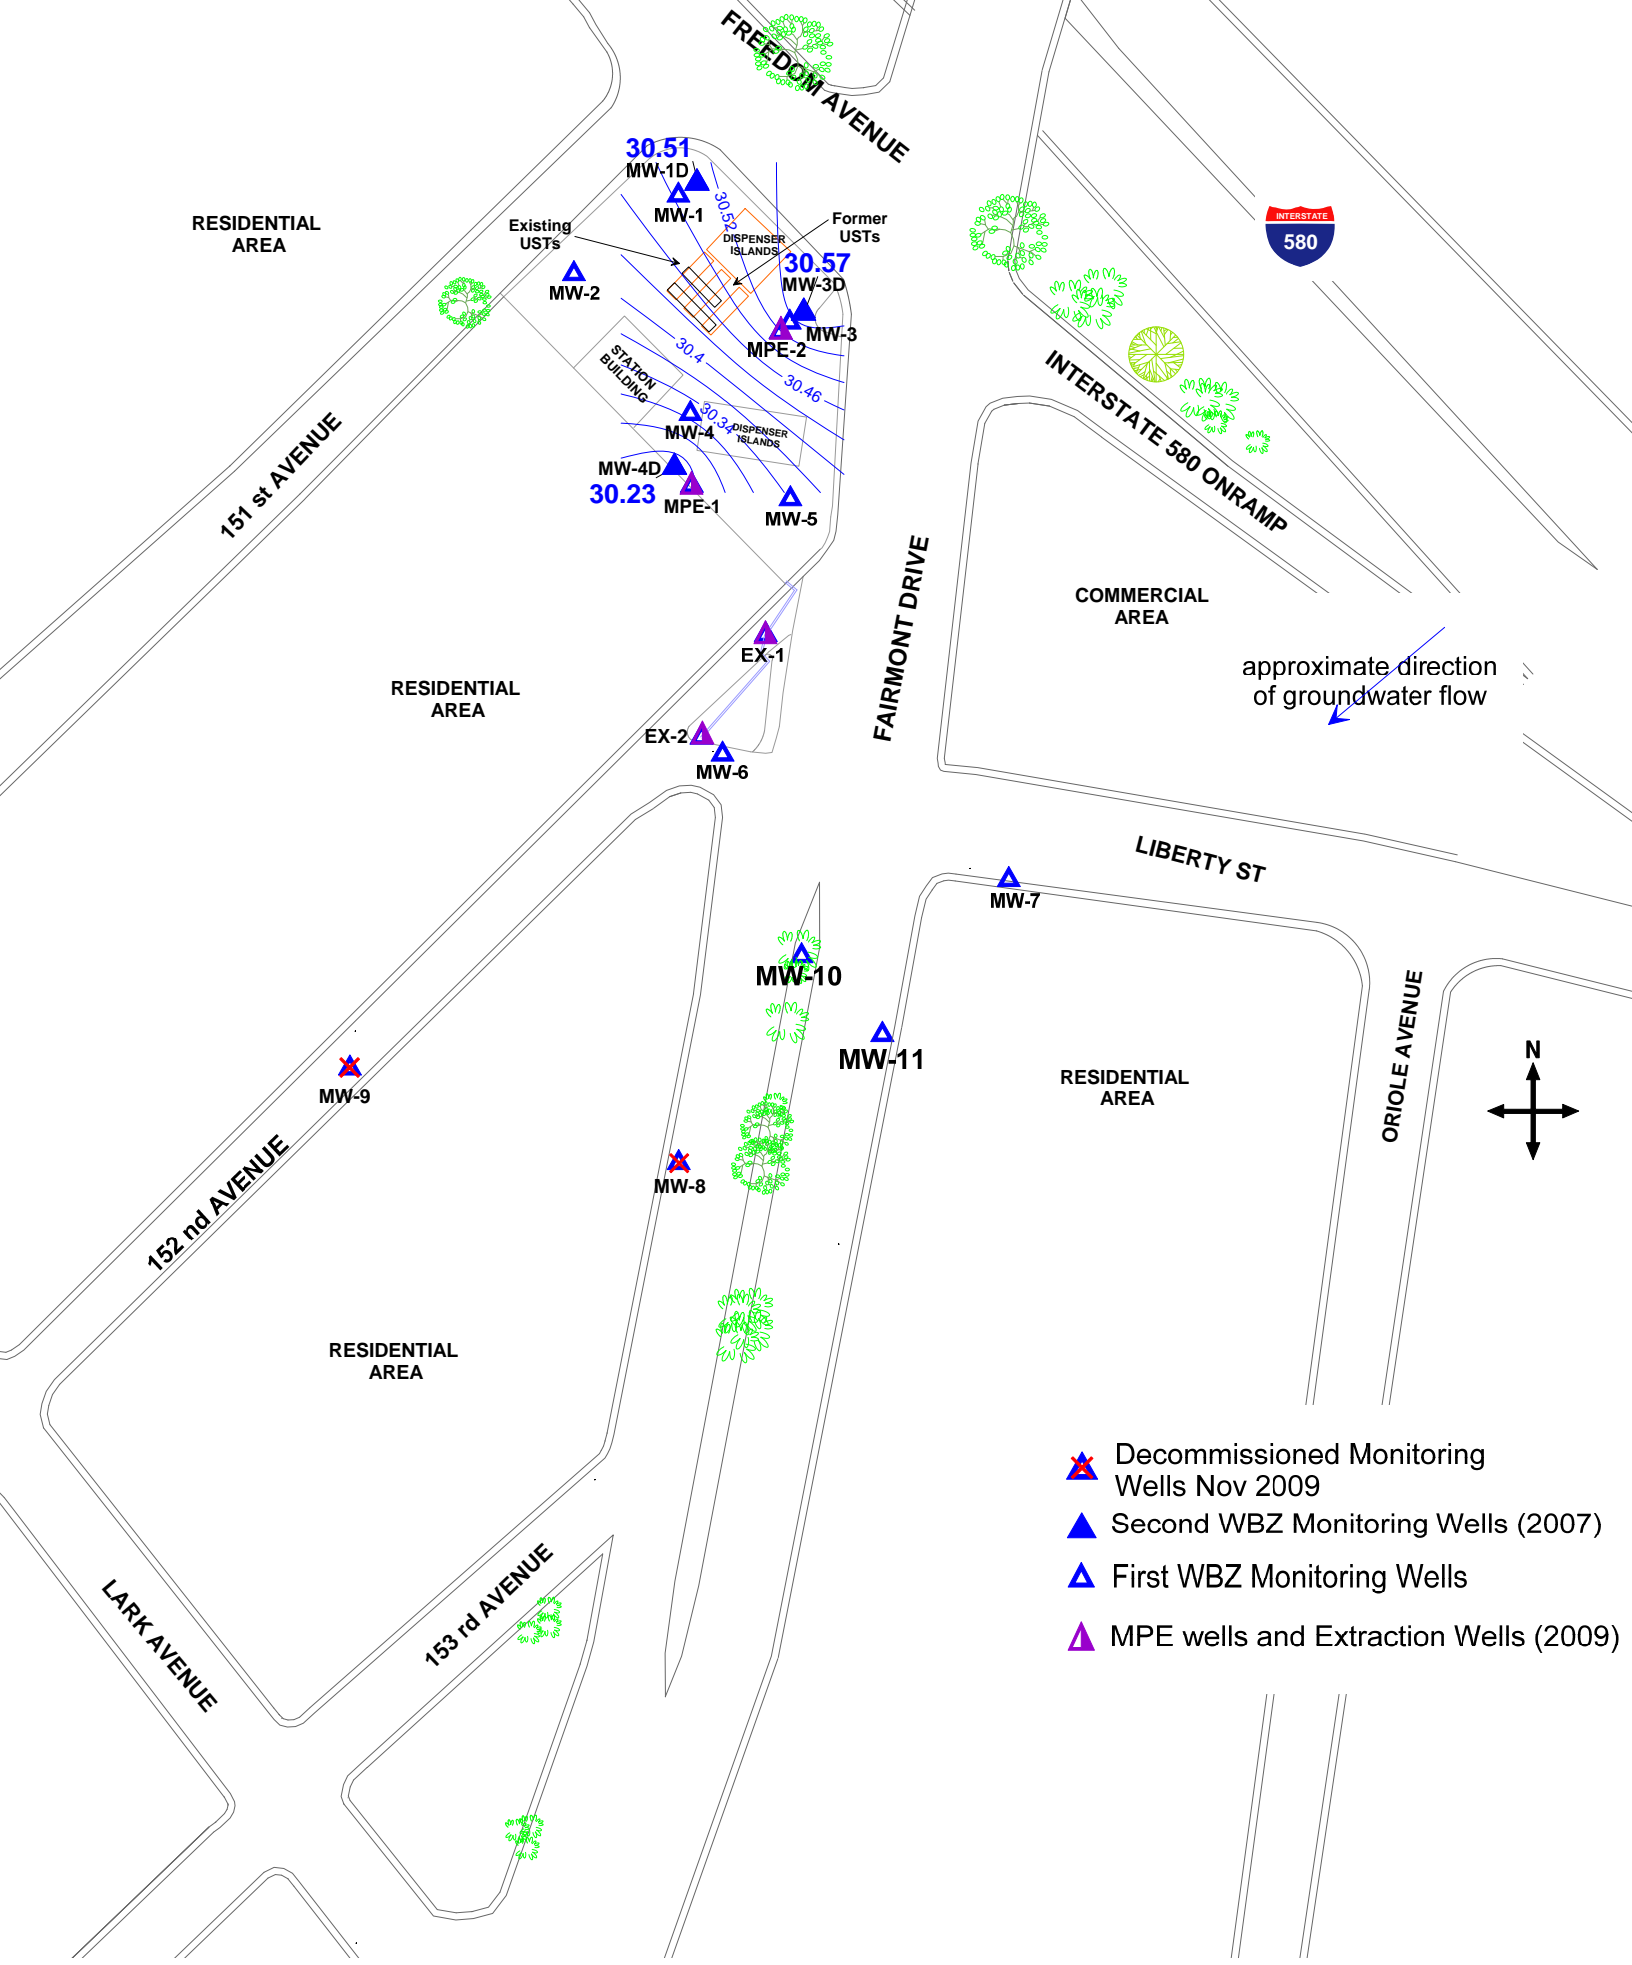 FREEDOM AVENUE
30.51
MW-1D
MW-1
30.52
RESIDENTIAL
AREA
Existing
USTs
Former
USTs
DISPENSER
ISLANDS
INTERSTATE
580
30.57
MW-3D
MW-2
MW-3
MPE-2
30.4
STATION
BUILDING
30.46
INTERSTATE 580 ONRAMP
30.34
MW-4
DISPENSER
ISLANDS
MW-4D
30.23
MPE-1
MW-5
151 st AVENUE
FAIRMONT DRIVE
COMMERCIAL
AREA
EX-1
approximate direction
of groundwater flow
RESIDENTIAL
AREA
EX-2
MW-6
LIBERTY ST
MW-7
MW-10
MW-11
ORIOLE AVENUE
N
RESIDENTIAL
AREA
MW-9
MW-8
152 nd AVENUE
RESIDENTIAL
AREA
Decommissioned Monitoring
Wells Nov 2009
Second WBZ Monitoring Wells (2007)
First WBZ Monitoring Wells
MPE wells and Extraction Wells (2009)
153 rd AVENUE
LARK AVENUE